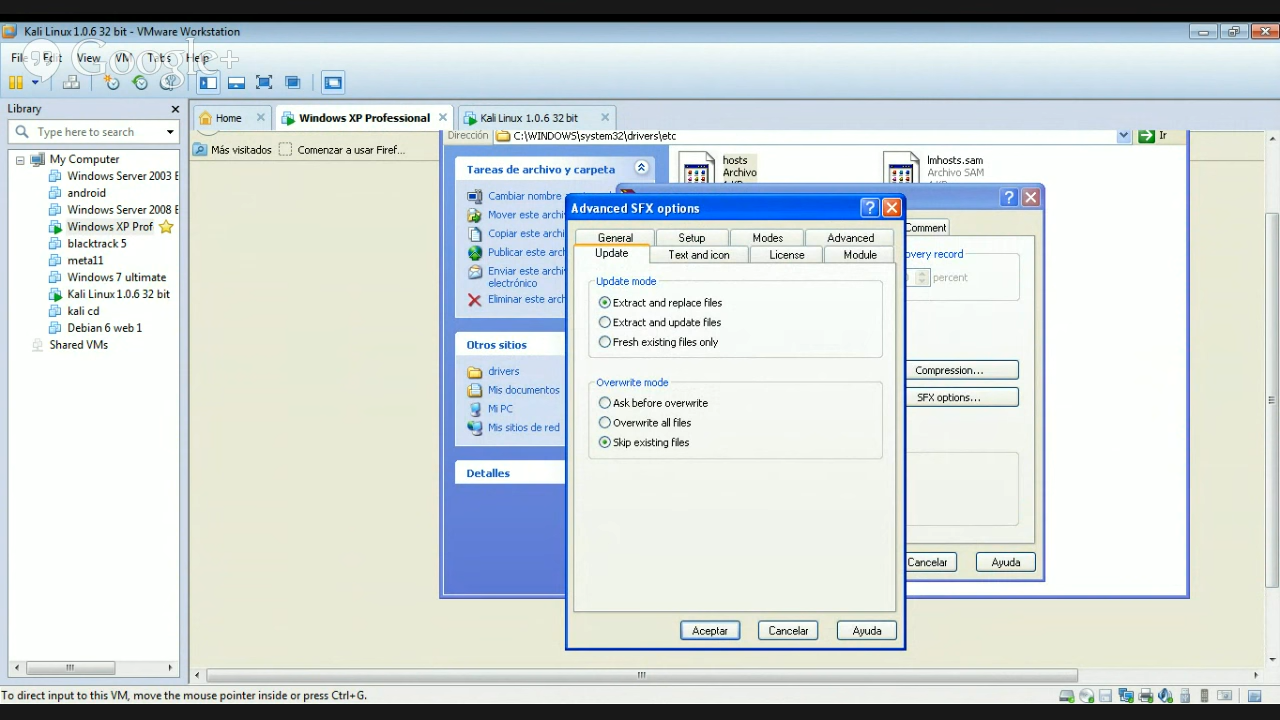 Kali Linux 1.0.6 32 bit - VMware Workstation
File Edit View VM Tabs Help
Google+
Library
Type here to search
My Computer
Windows Server 2003 E
android
Windows Server 2008 E
Windows XP Prof
blacktrack 5
meta11
Windows 7 ultimate
Kali Linux 1.0.6 32 bit
kali cd
Debian 6 web 1
Shared VMs
Home
Windows XP Professional
Kali Linux 1.0.6 32 bit
Dirección
C:\WINDOWS\system32\drivers\etc
Ir
Más visitados
Comenzar a usar Firef...
Tareas de archivo y carpeta
Cambiar nombre
Mover este archi
Copiar este arch
Publicar este arc
Enviar este archi
electrónico
Eliminar este arch
Otros sitios
drivers
Mis documentos
Mi PC
Mis sitios de red
Detalles
hosts
Archivo
lmhosts.sam
Archivo SAM
Comment
overy record
percent
Compression...
SFX options...
Cancelar
Ayuda
Advanced SFX options
General
Setup
Modes
Advanced
Update
Text and icon
License
Module
Update mode
Extract and replace files
Extract and update files
Fresh existing files only
Overwrite mode
Ask before overwrite
Overwrite all files
Skip existing files
Aceptar
Cancelar
Ayuda
To direct input to this VM, move the mouse pointer inside or press Ctrl+G.